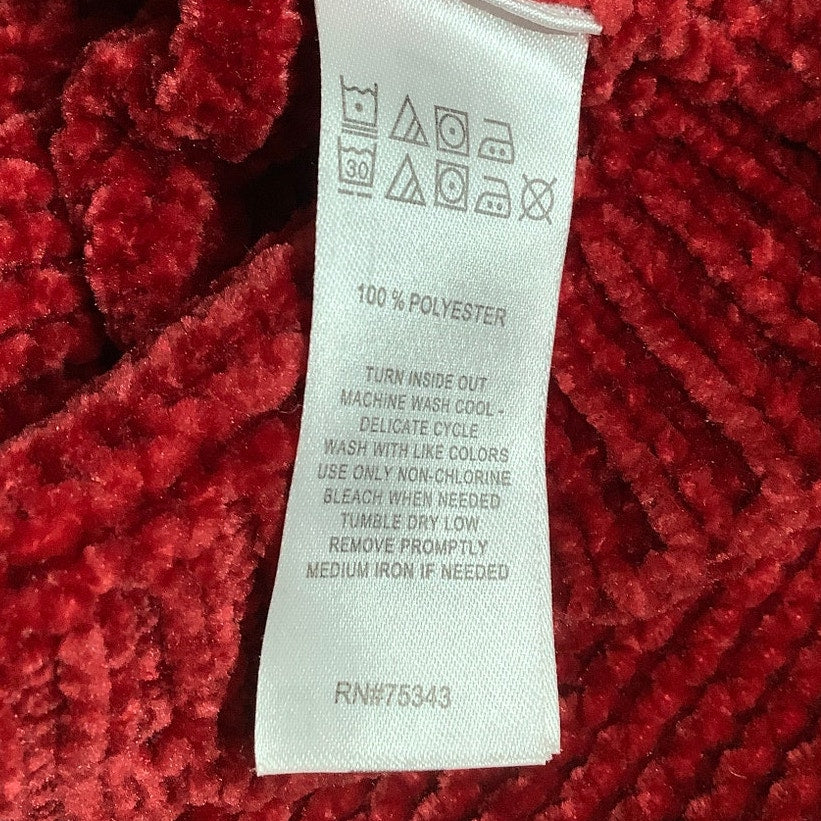 30
100 % POLYESTER
TURN INSIDE OUT
MACHINE WASH COOL -
DELICATE CYCLE
WASH WITH LIKE COLORS
USE ONLY NON-CHLORINE
BLEACH WHEN NEEDED
TUMBLE DRY LOW
REMOVE PROMPTLY
MEDIUM IRON IF NEEDED
RN#75343